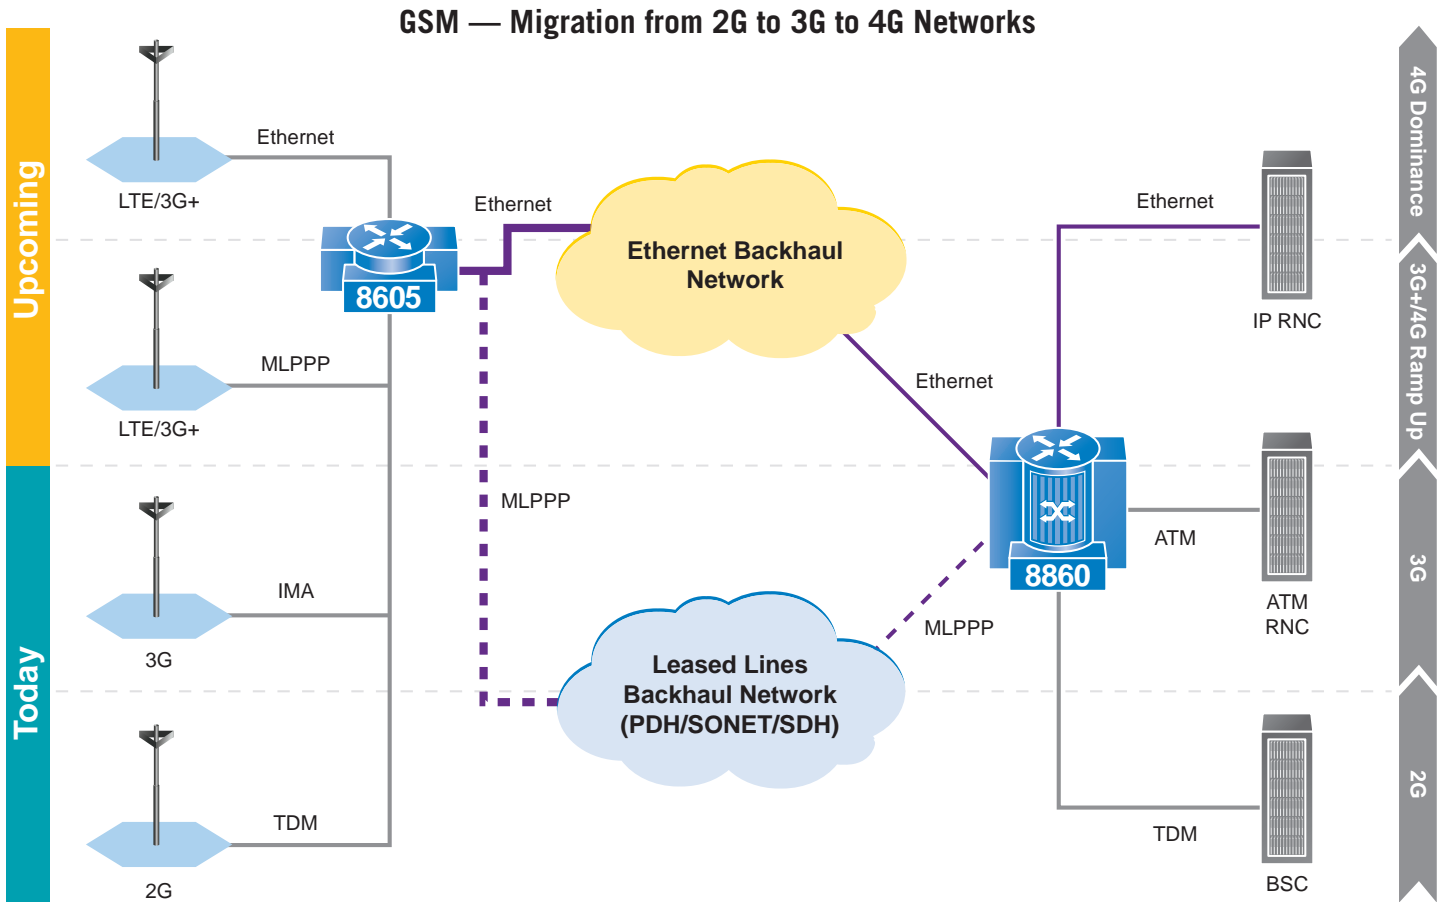 GSM — Migration from 2G to 3G to 4G Networks
Upcoming
Today
Ethernet
LTE/3G+
8605
MLPPP
LTE/3G+
IMA
3G
TDM
2G
Ethernet
MLPPP
Ethernet Backhaul
Network
Leased Lines
Backhaul Network
(PDH/SONET/SDH)
Ethernet
MLPPP
8860
Ethernet
IP RNC
ATM
ATM
RNC
TDM
BSC
4G Dominance
3G+/4G Ramp Up
3G
2G